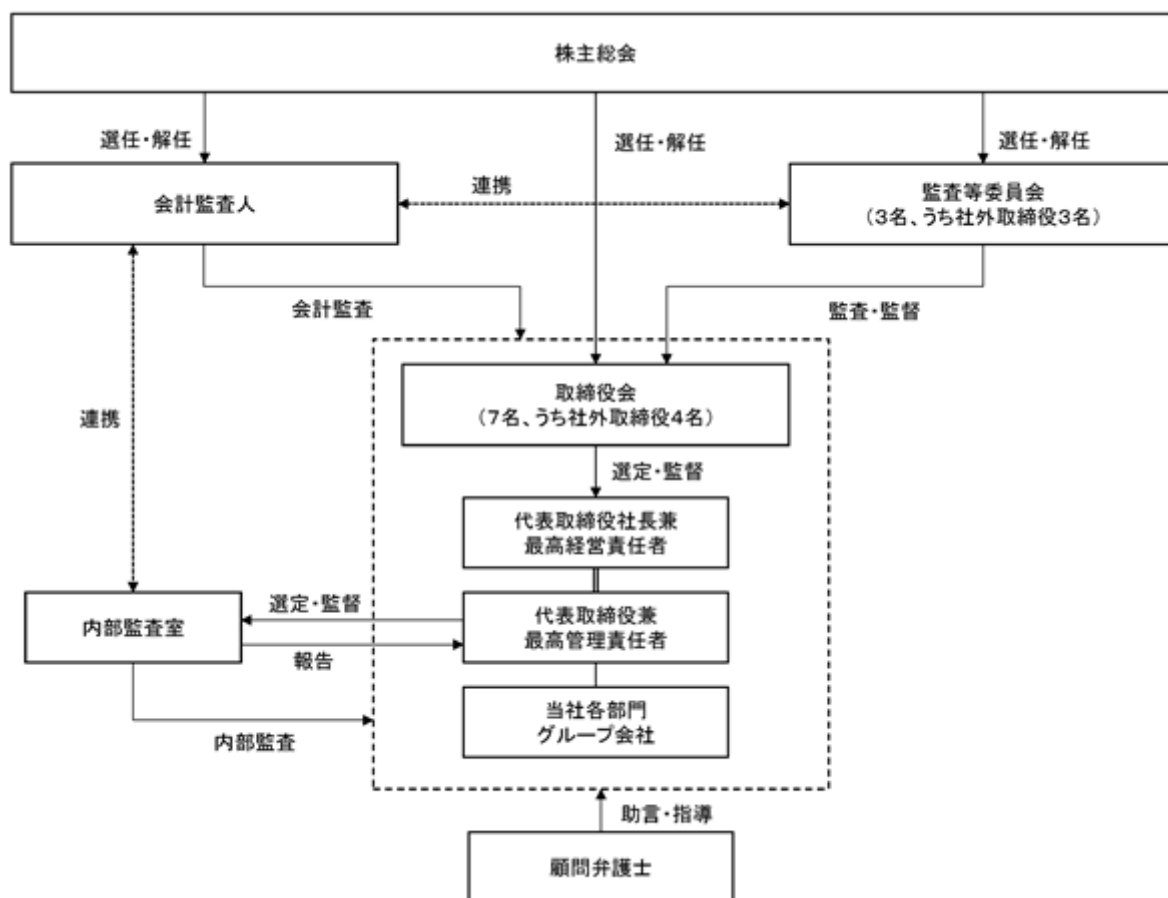 株主総会
選任・解任
選任・解任
選任・解任
会計監査人
連携
監査等委員会
（3名、うち社外取締役3名）
会計監査
監査・監督
取締役会
（7名、うち社外取締役4名）
連携
選定・監督
代表取締役社長兼
最高経営責任者
内部監査室
選定・監督
報告
代表取締役兼
最高管理責任者
当社各部門
グループ会社
内部監査
助言・指導
顧問弁護士